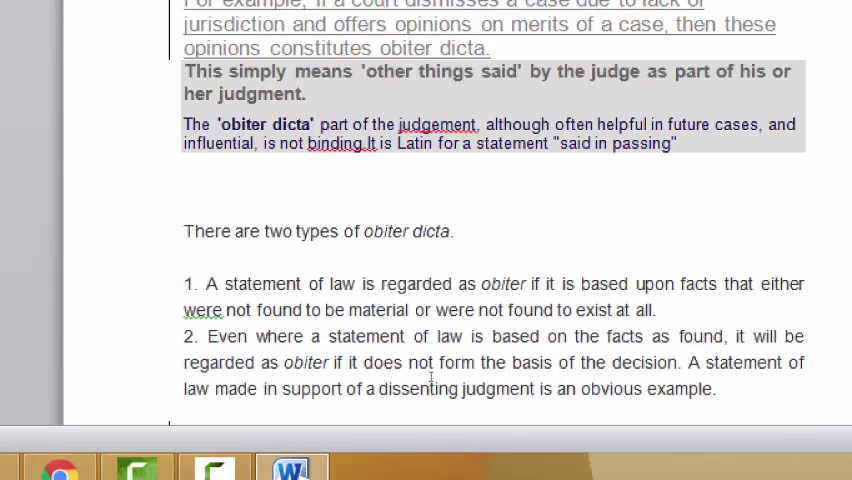 For example, if a court dismisses a case due to lack of
jurisdiction and offers opinions on merits of a case, then these
opinions constitutes obiter dicta.
This simply means 'other things said' by the judge as part of his or
her judgment.
The 'obiter dicta' part of the judgement, although often helpful in future cases, and
influential, is not binding.It is Latin for a statement "said in passing"
There are two types of obiter dicta.
1. A statement of law is regarded as obiter if it is based upon facts that either
were not found to be material or were not found to exist at all.
2. Even where a statement of law is based on the facts as found, it will be
regarded as obiter if it does not form the basis of the decision. A statement of
law made in support of a dissenting judgment is an obvious example.